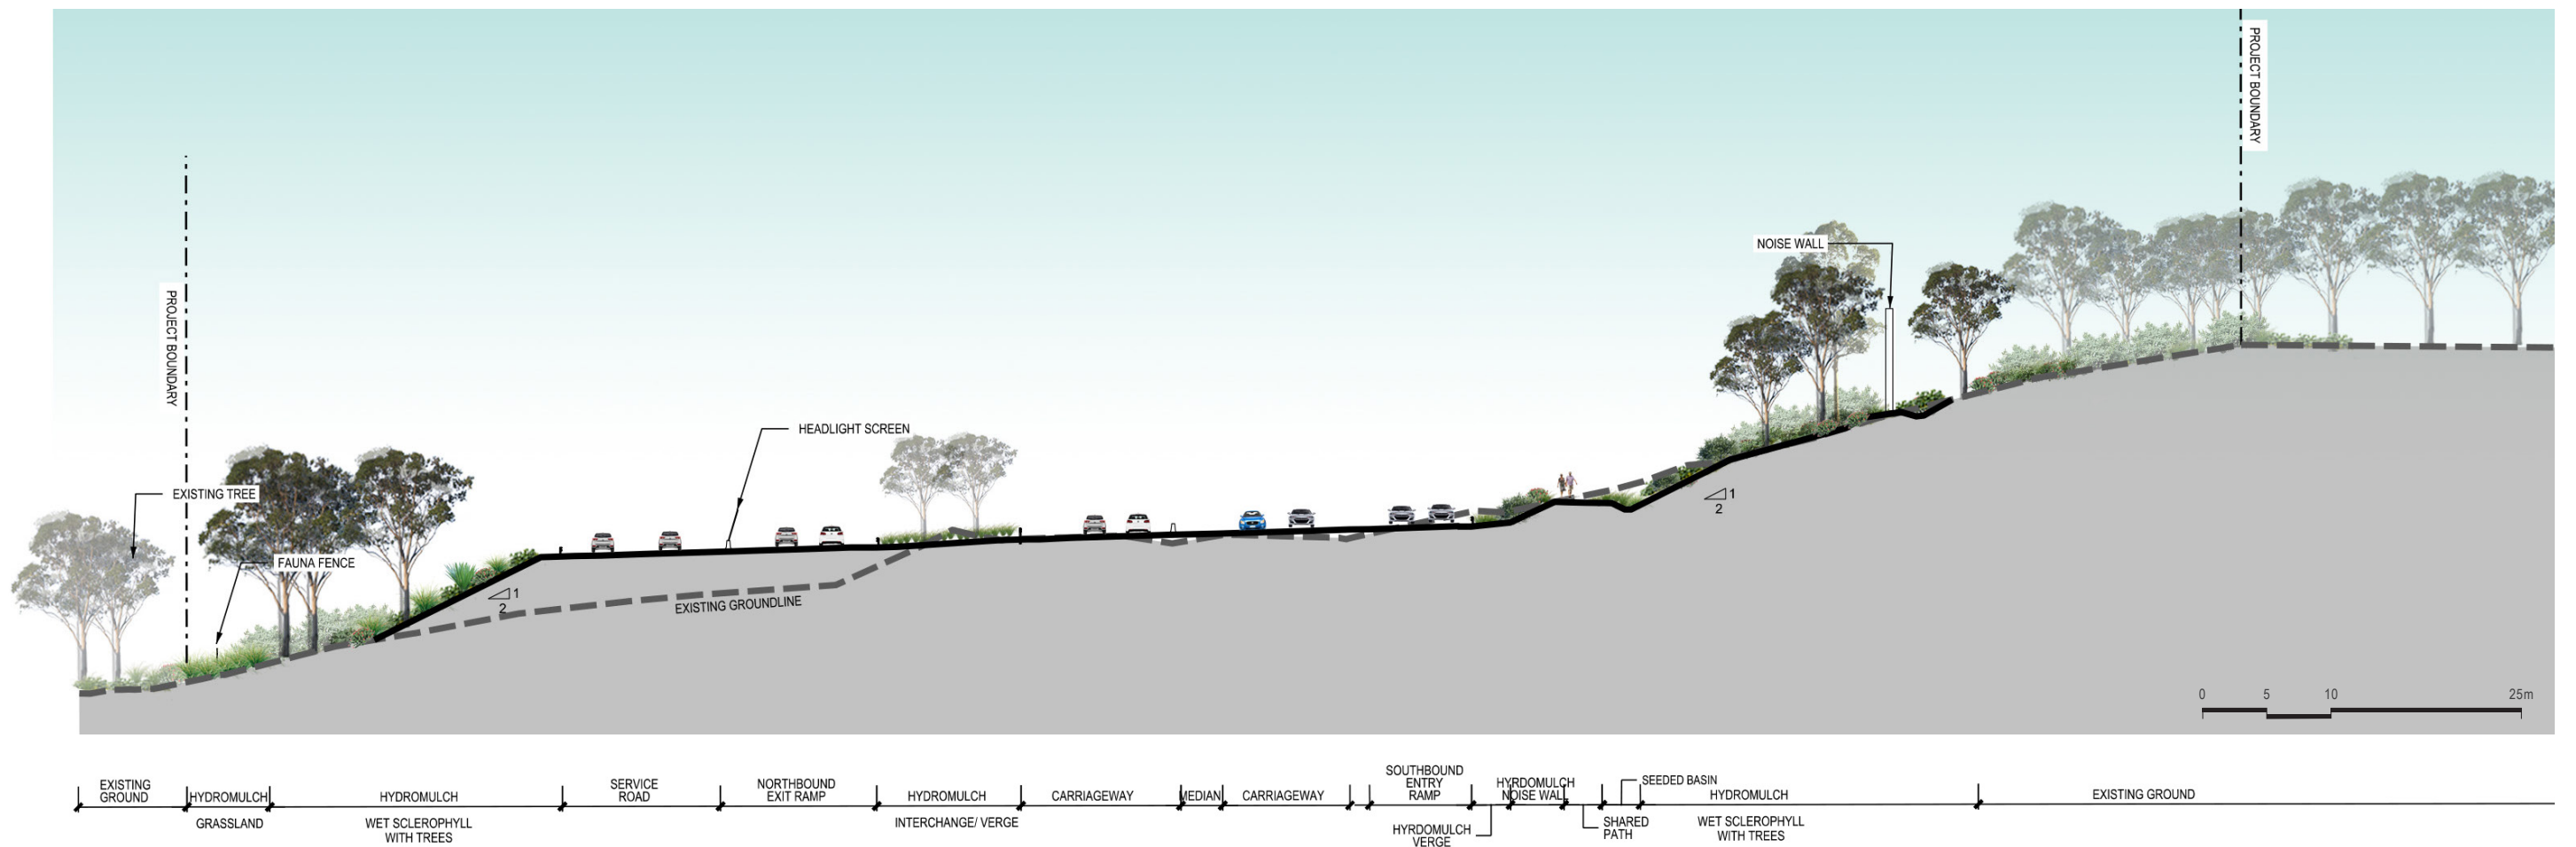 PROJECT BOUNDARY
NOISE WALL
PROJECT BOUNDARY
HEADLIGHT SCREEN
EXISTING TREE
FAUNA FENCE
1
2
EXISTING GROUNDLINE
1
2
0 5 10 25m
EXISTING
GROUND
HYDROMULCH
GRASSLAND
HYDROMULCH
WET SCLEROPHYLL
WITH TREES
SERVICE
ROAD
NORTHBOUND
EXIT RAMP
HYDROMULCH
INTERCHANGE/ VERGE
CARRIAGEWAY
MEDIAN
CARRIAGEWAY
SOUTHBOUND
ENTRY
RAMP
HYRDOMULCH
VERGE
HYRDOMULCH
NOISE WALL
SHARED
PATH
SEEDED BASIN
HYDROMULCH
WET SCLEROPHYLL
WITH TREES
EXISTING GROUND